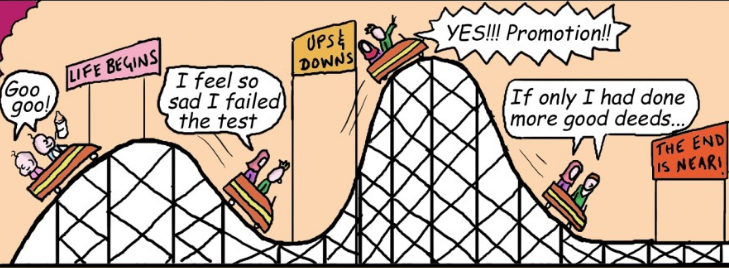 Goo
goo!
LIFE BEGINS
I feel so
sad I failed
the test
UPS &
DOWNS
YES!!! Promotion!!
If only I had done
more good deeds...
THE END
IS NEAR!